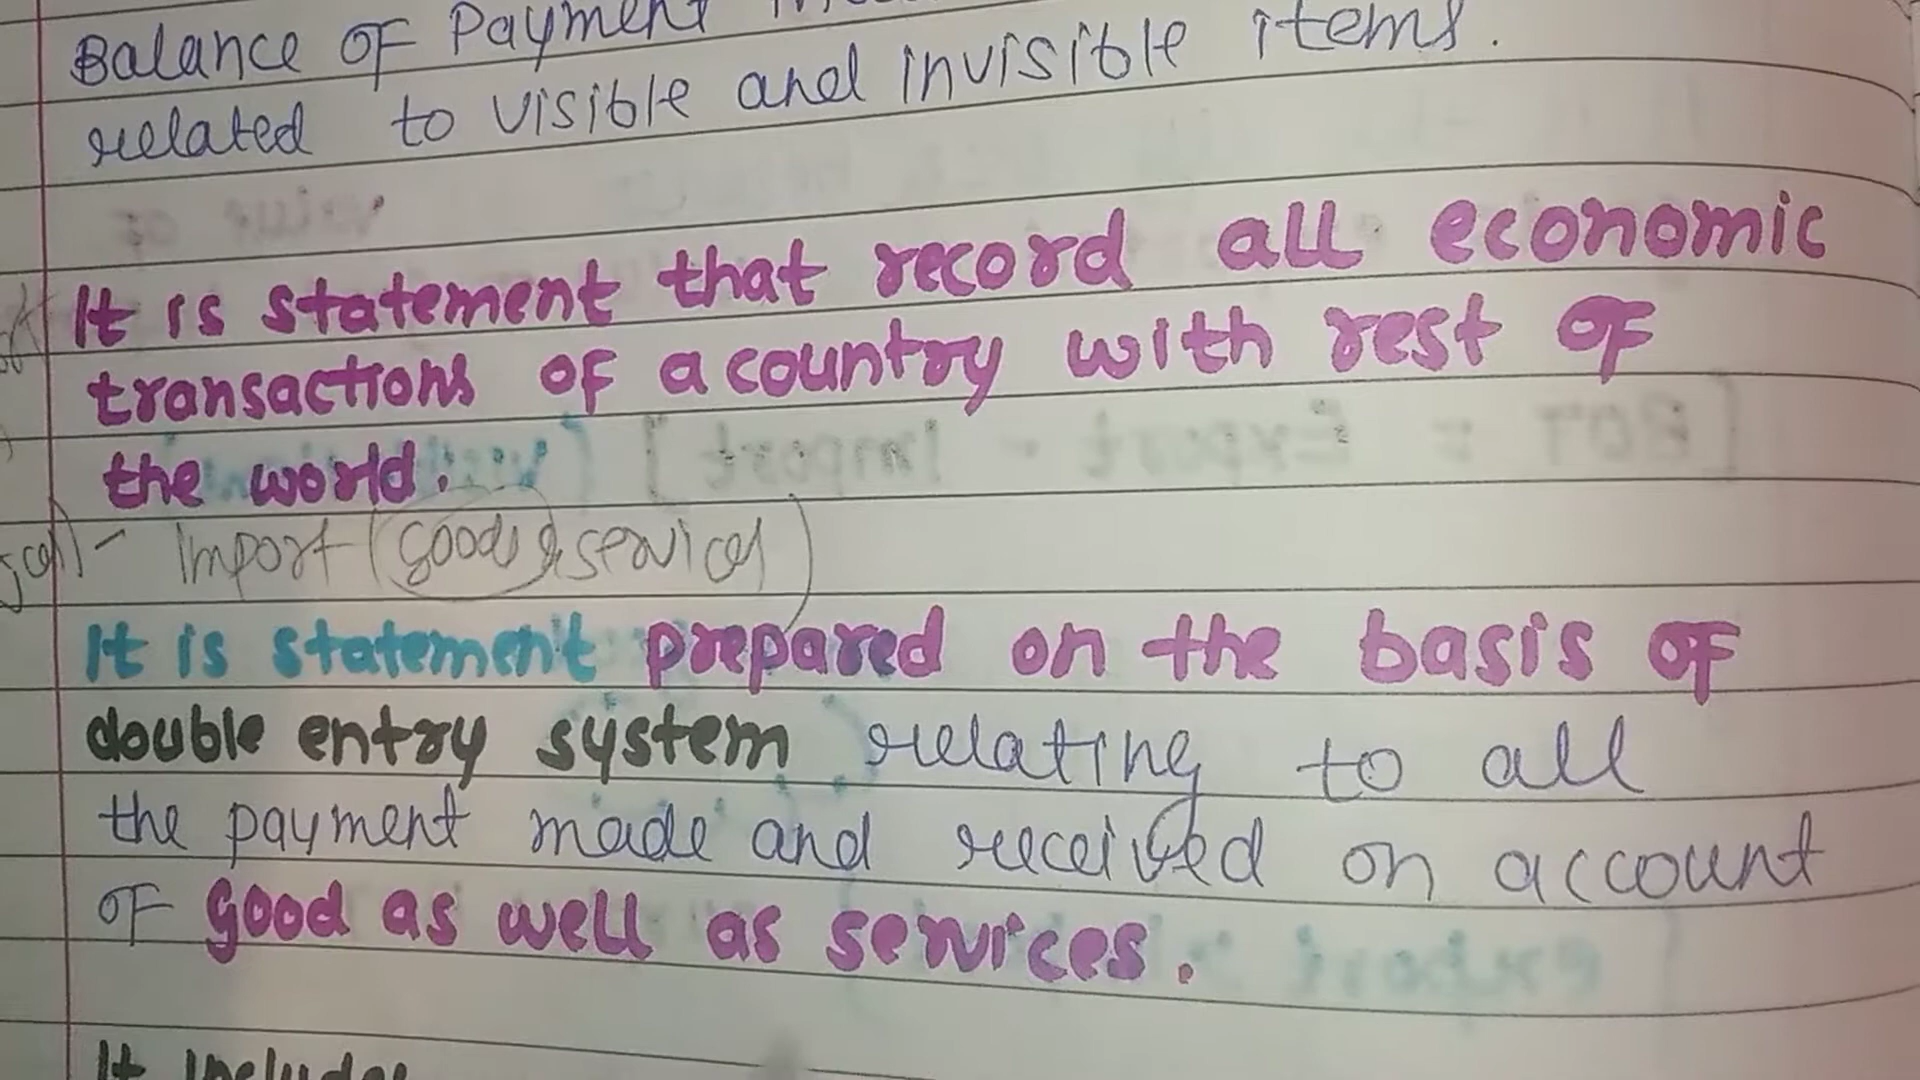 Balance of Payment
related to visible and invisible items.
It is statement that record all economic
transactions of a country with rest of
the world.
Import (goods & services)
It is statement prepared on the basis of
double entry system relating to all
the payment made and received on account
of good as well as services.
It includes